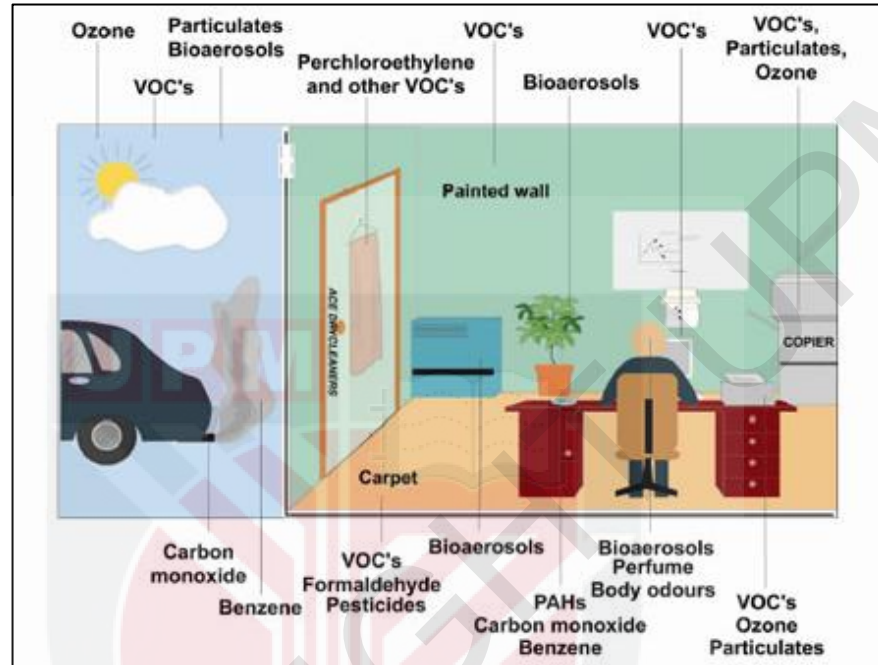 Ozone
Particulates
Bioaerosols
VOC's
Perchloroethylene
and other VOC's
VOC's
Bioaerosols
VOC's
VOC's,
Particulates,
Ozone
Painted wall
ACE DRYCLEANERS
COPIER
UPM
Carpet
Carbon
monoxide
Benzene
VOC's
Formaldehyde
Pesticides
Bioaerosols
PAHs
Carbon monoxide
Benzene
Bioaerosols
Perfume
Body odours
VOC's
Ozone
Particulates